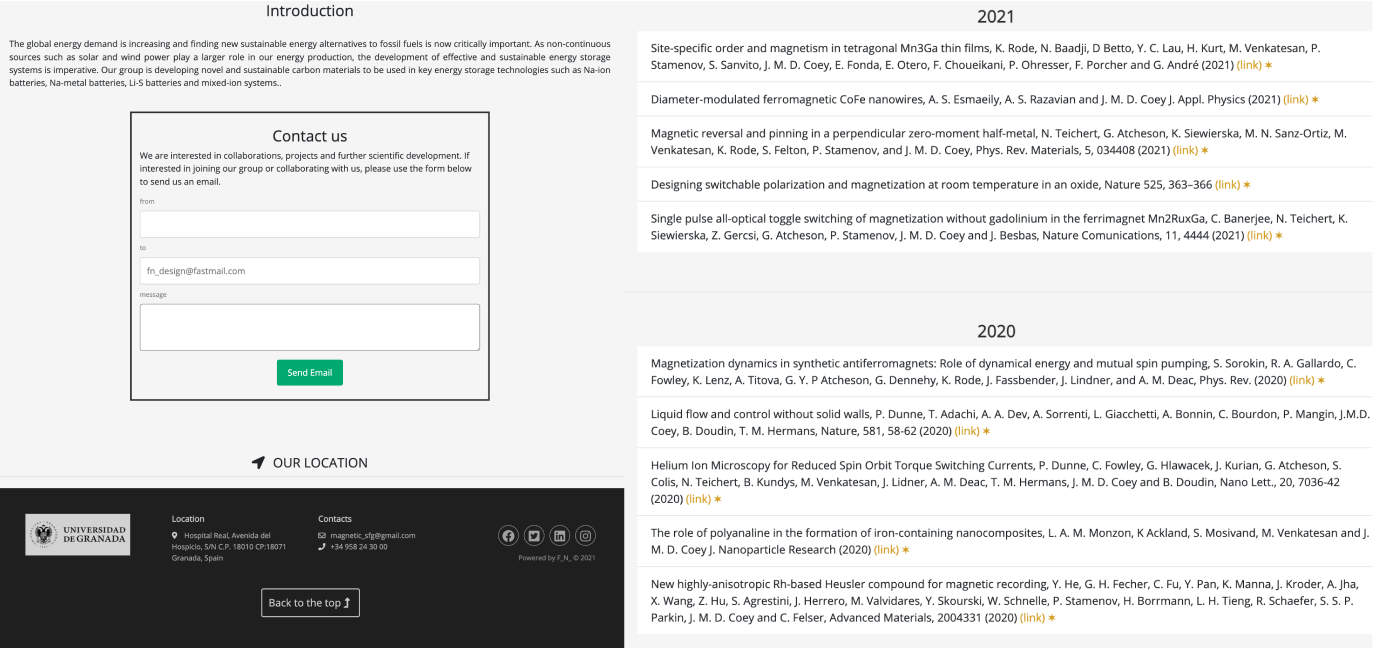 Introduction
The global energy demand is increasing and finding new sustainable energy alternatives to fossil fuels is now critically important. As non-continuous
sources such as solar and wind power play a larger role in our energy production, the development of effective and sustainable energy storage
systems is imperative. Our group is developing novel and sustainable carbon materials to be used in key energy storage technologies such as Na-ion
batteries, Na-metal batteries, Li-S batteries and mixed-ion systems..
Contact us
We are interested in collaborations, projects and further scientific development. If
interested in joining our group or collaborating with us, please use the form below
to send us an email.
from
to
fn_design@fastmail.com
message
Send Email
OUR LOCATION
UNIVERSIDAD
DE GRANADA
Location
Hospital Real, Avenida del
Hospicio, S/N C.P. 18010 CP:18071
Granada, Spain
Contacts
magnetic_sfg@gmail.com
+34 958 24 30 00
Powered by F_N_ © 2021
Back to the top
2021
Site-specific order and magnetism in tetragonal Mn3Ga thin films, K. Rode, N. Baadji, D Betto, Y. C. Lau, H. Kurt, M. Venkatesan, P.
Stamenov, S. Sanvito, J. M. D. Coey, E. Fonda, E. Otero, F. Choueikani, P. Ohresser, F. Porcher and G. André (2021) (link) ✶
Diameter-modulated ferromagnetic CoFe nanowires, A. S. Esmaeily, A. S. Razavian and J. M. D. Coey J. Appl. Physics (2021) (link) ✶
Magnetic reversal and pinning in a perpendicular zero-moment half-metal, N. Teichert, G. Atcheson, K. Siewierska, M. N. Sanz-Ortiz, M.
Venkatesan, K. Rode, S. Felton, P. Stamenov, and J. M. D. Coey, Phys. Rev. Materials, 5, 034408 (2021) (link) ✶
Designing switchable polarization and magnetization at room temperature in an oxide, Nature 525, 363–366 (link) ✶
Single pulse all-optical toggle switching of magnetization without gadolinium in the ferrimagnet Mn2RuxGa, C. Banerjee, N. Teichert, K.
Siewierska, Z. Gercsi, G. Atcheson, P. Stamenov, J. M. D. Coey and J. Besbas, Nature Comunications, 11, 4444 (2021) (link) ✶
2020
Magnetization dynamics in synthetic antiferromagnets: Role of dynamical energy and mutual spin pumping, S. Sorokin, R. A. Gallardo, C.
Fowley, K. Lenz, A. Titova, G. Y. P Atcheson, G. Dennehy, K. Rode, J. Fassbender, J. Lindner, and A. M. Deac, Phys. Rev. (2020) (link) ✶
Liquid flow and control without solid walls, P. Dunne, T. Adachi, A. A. Dev, A. Sorrenti, L. Giacchetti, A. Bonnin, C. Bourdon, P. Mangin, J.M.D.
Coey, B. Doudin, T. M. Hermans, Nature, 581, 58-62 (2020) (link) ✶
Helium Ion Microscopy for Reduced Spin Orbit Torque Switching Currents, P. Dunne, C. Fowley, G. Hlawacek, J. Kurian, G. Atcheson, S.
Colis, N. Teichert, B. Kundys, M. Venkatesan, J. Lidner, A. M. Deac, T. M. Hermans, J. M. D. Coey and B. Doudin, Nano Lett., 20, 7036-42
(2020) (link) ✶
The role of polyanaline in the formation of iron-containing nanocomposites, L. A. M. Monzon, K Ackland, S. Mosivand, M. Venkatesan and J.
M. D. Coey J. Nanoparticle Research (2020) (link) ✶
New highly-anisotropic Rh-based Heusler compound for magnetic recording, Y. He, G. H. Fecher, C. Fu, Y. Pan, K. Manna, J. Kroder, A. Jha,
X. Wang, Z. Hu, S. Agrestini, J. Herrero, M. Valvidares, Y. Skourski, W. Schnelle, P. Stamenov, H. Borrmann, L. H. Tieng, R. Schaefer, S. S. P.
Parkin, J. M. D. Coey and C. Felser, Advanced Materials, 2004331 (2020) (link) ✶